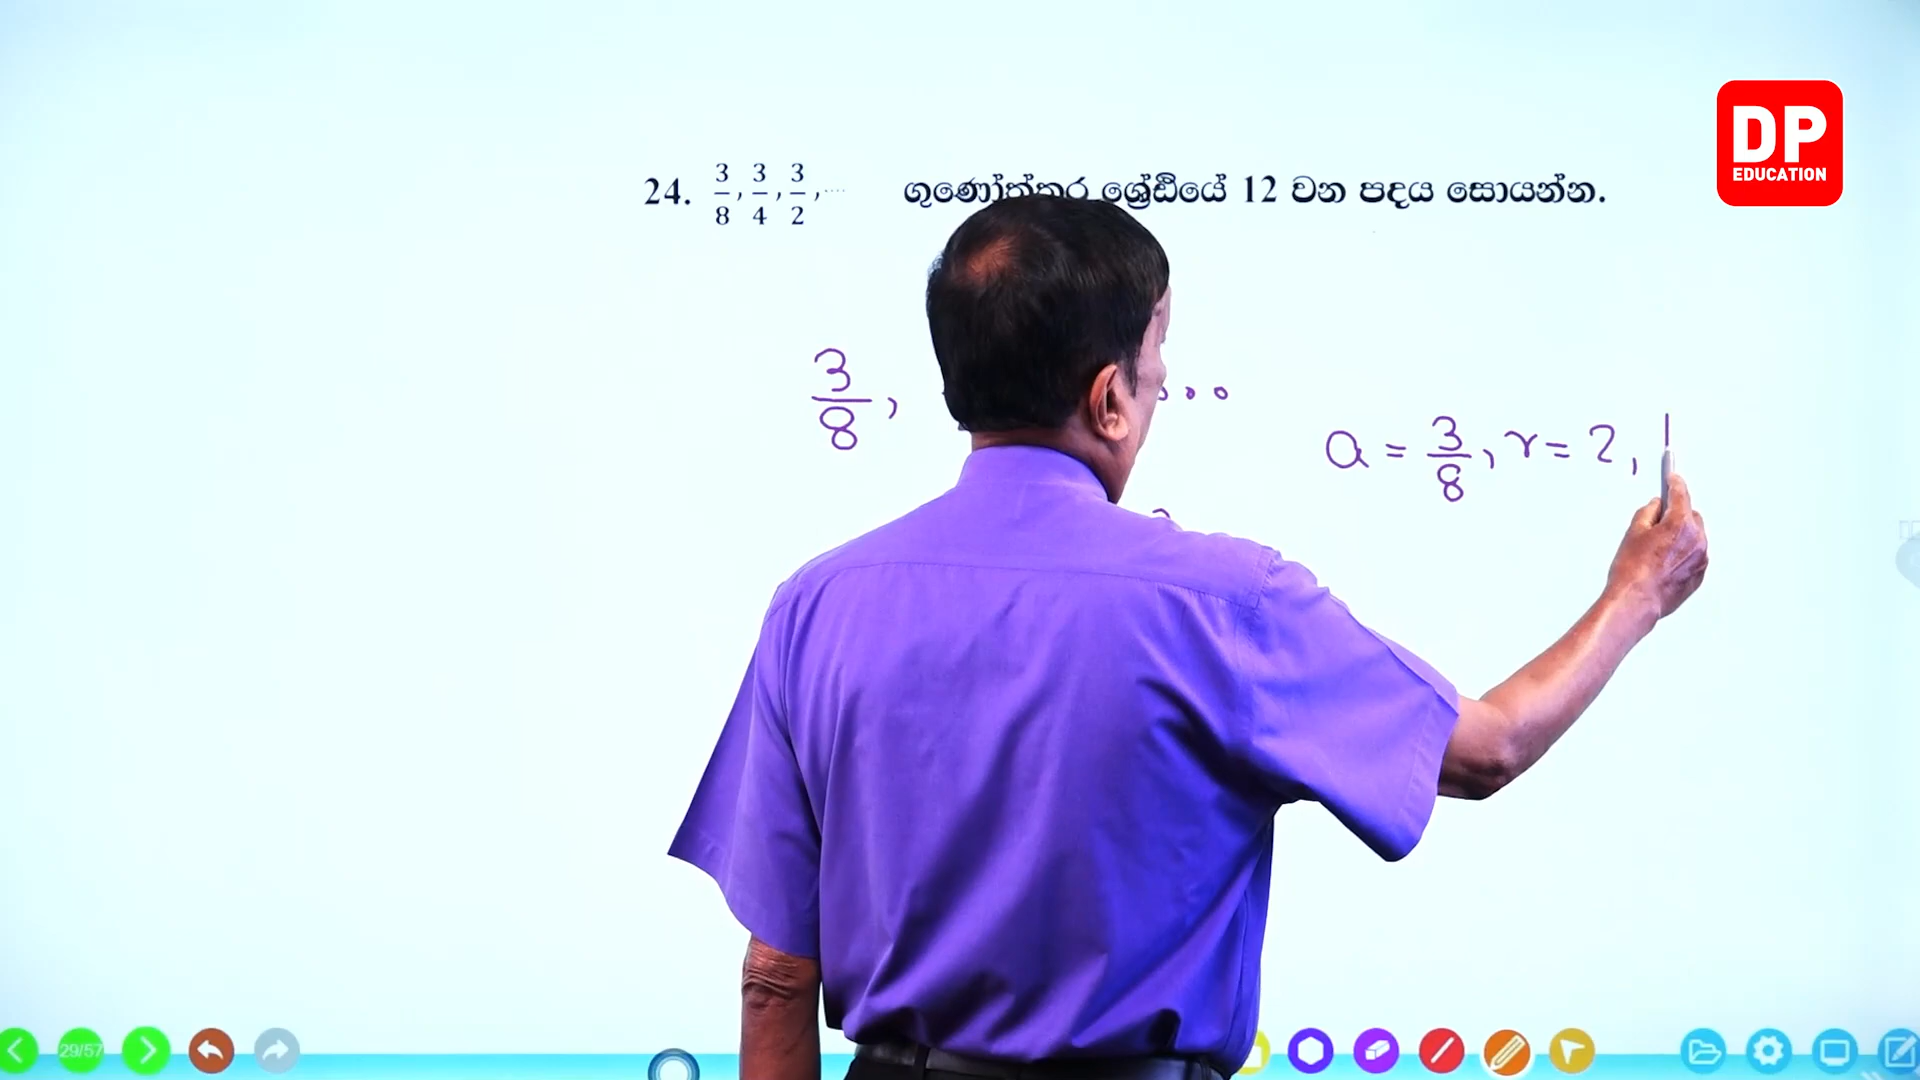 DP
EDUCATION
24. 3/8, 3/4, 3/2, .... ගුණෝත්තර ශ්‍රේඪියේ 12 වන පදය සොයන්න.
3/8, ...
a = 3/8, r = 2,
29/57